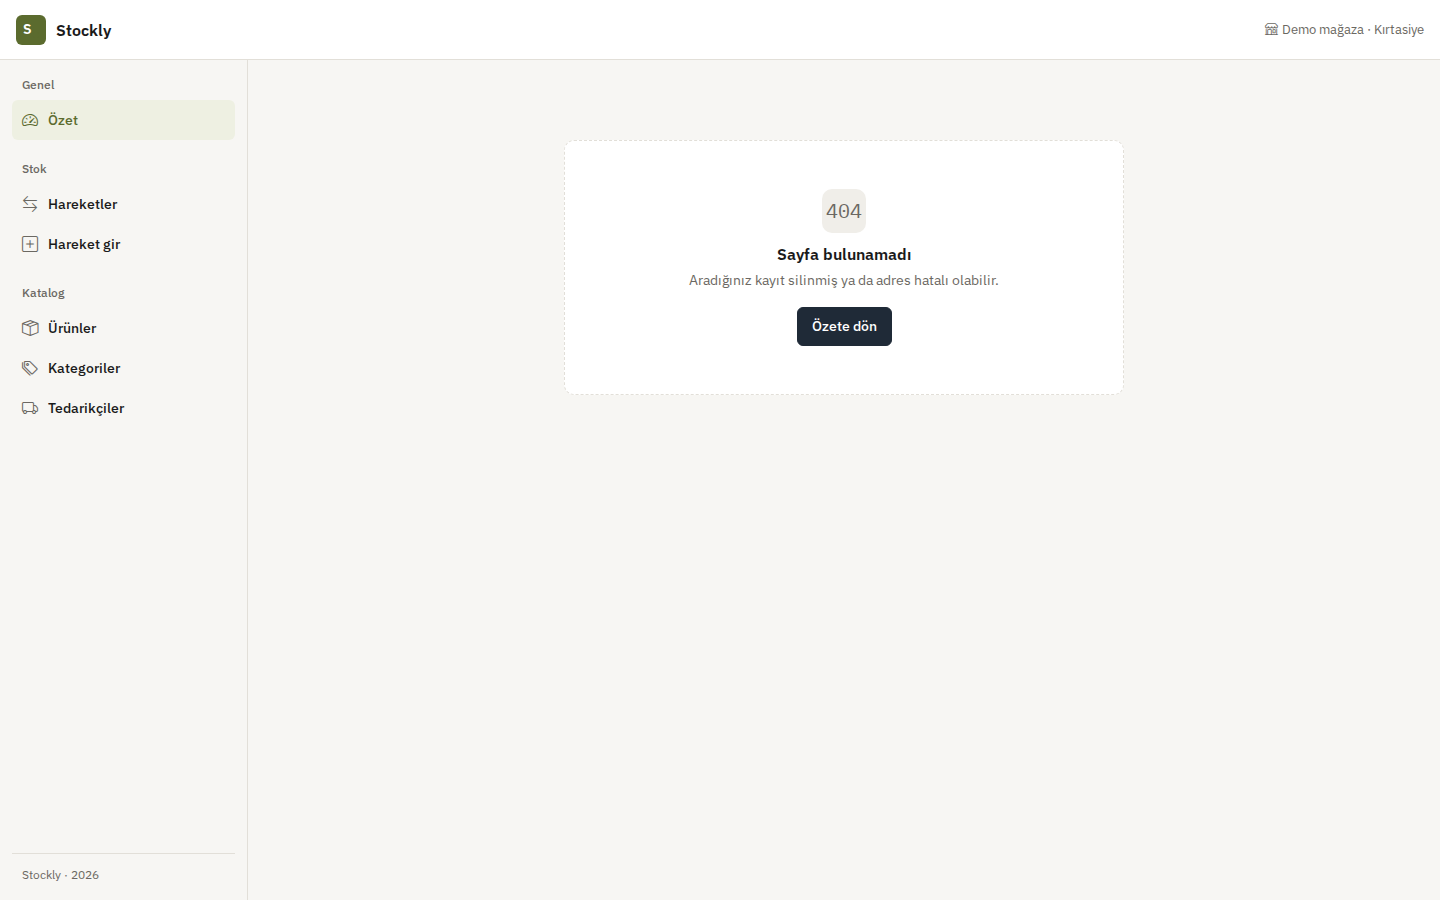 S Stockly
Demo mağaza · Kırtasiye
Genel
Özet
Stok
Hareketler
Hareket gir
Katalog
Ürünler
Kategoriler
Tedarikçiler
Stockly · 2026
404
Sayfa bulunamadı
Aradığınız kayıt silinmiş ya da adres hatalı olabilir.
Özete dön